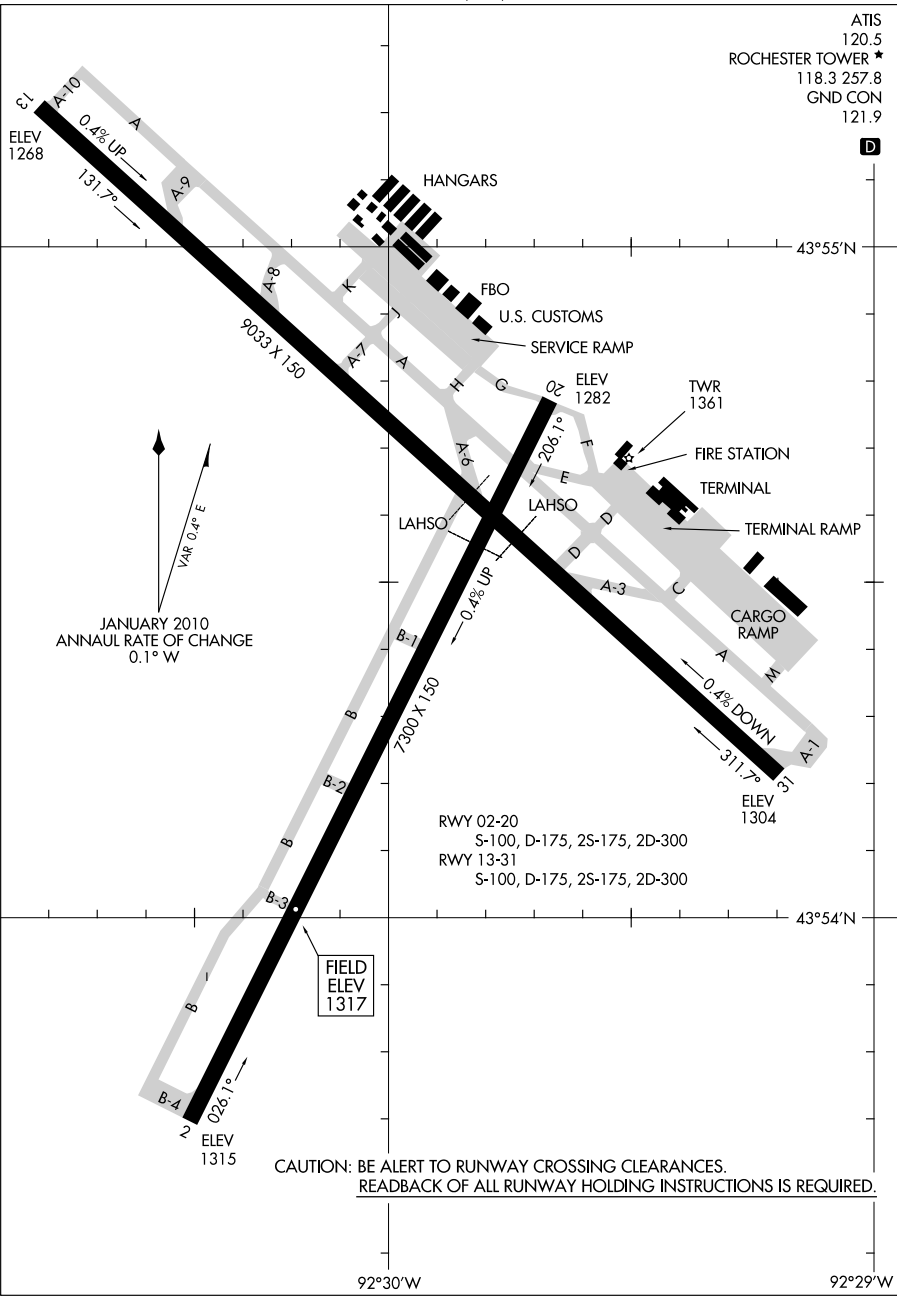 ATIS
120.5
ROCHESTER TOWER ★
118.3 257.8
GND CON
121.9
D
13
A-10
A
ELEV
1268
0.4% UP
131.7°
A-9
HANGARS
43°55'N
A-8
K
FBO
J
U.S. CUSTOMS
9033 X 150
SERVICE RAMP
A-7
A
H
G
20
ELEV
1282
TWR
1361
206.1°
F
FIRE STATION
A-6
E
TERMINAL
LAHSO
LAHSO
D
TERMINAL RAMP
VAR 0.4° E
D
0.4% UP
A-3
C
CARGO
RAMP
JANUARY 2010
ANNAUL RATE OF CHANGE
0.1° W
B-1
A
M
0.4% DOWN
B
7300 X 150
311.7°
A-1
31
B-2
ELEV
1304
RWY 02-20
S-100, D-175, 2S-175, 2D-300
RWY 13-31
S-100, D-175, 2S-175, 2D-300
B
B-3
43°54'N
FIELD
ELEV
1317
B
026.1°
B-4
2
ELEV
1315
CAUTION: BE ALERT TO RUNWAY CROSSING CLEARANCES.
READBACK OF ALL RUNWAY HOLDING INSTRUCTIONS IS REQUIRED.
92°30'W
92°29'W